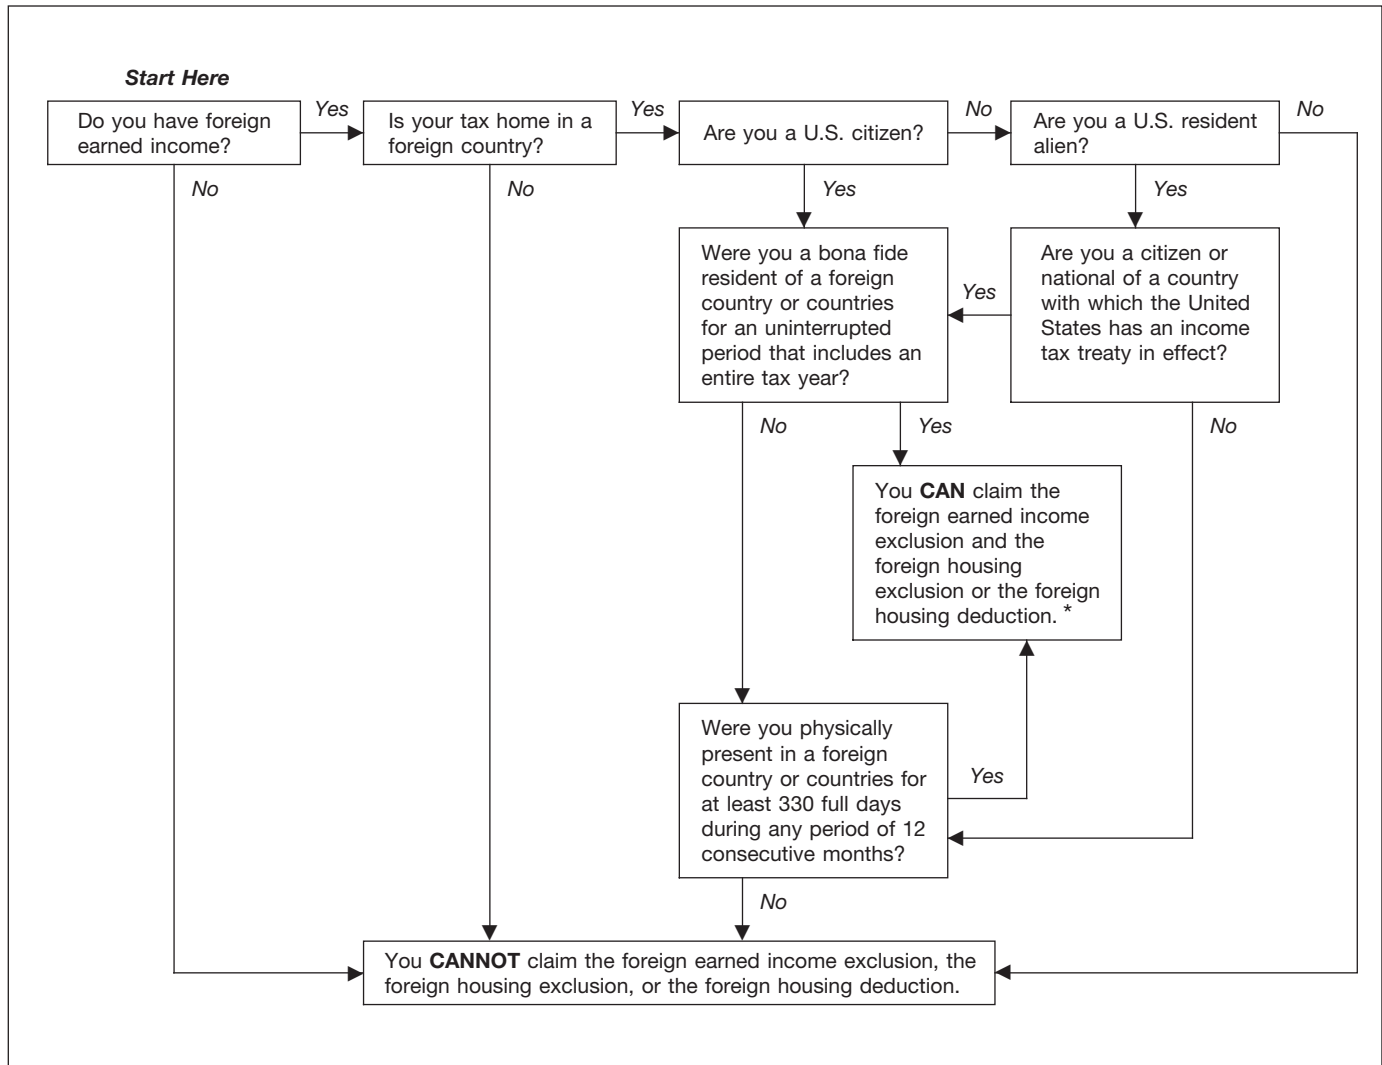 Start Here
Do you have foreign
earned income?
Yes
Is your tax home in a
foreign country?
Yes
Are you a U.S. citizen?
No
Are you a U.S. resident
alien?
No
No
No
Yes
Yes
Were you a bona fide
resident of a foreign
country or countries
for an uninterrupted
period that includes an
entire tax year?
Yes
Are you a citizen or
national of a country
with which the United
States has an income
tax treaty in effect?
No
Yes
No
You CAN claim the
foreign earned income
exclusion and the
foreign housing
exclusion or the foreign
housing deduction. *
Were you physically
present in a foreign
country or countries for
at least 330 full days
during any period of 12
consecutive months?
Yes
No
You CANNOT claim the foreign earned income exclusion, the
foreign housing exclusion, or the foreign housing deduction.